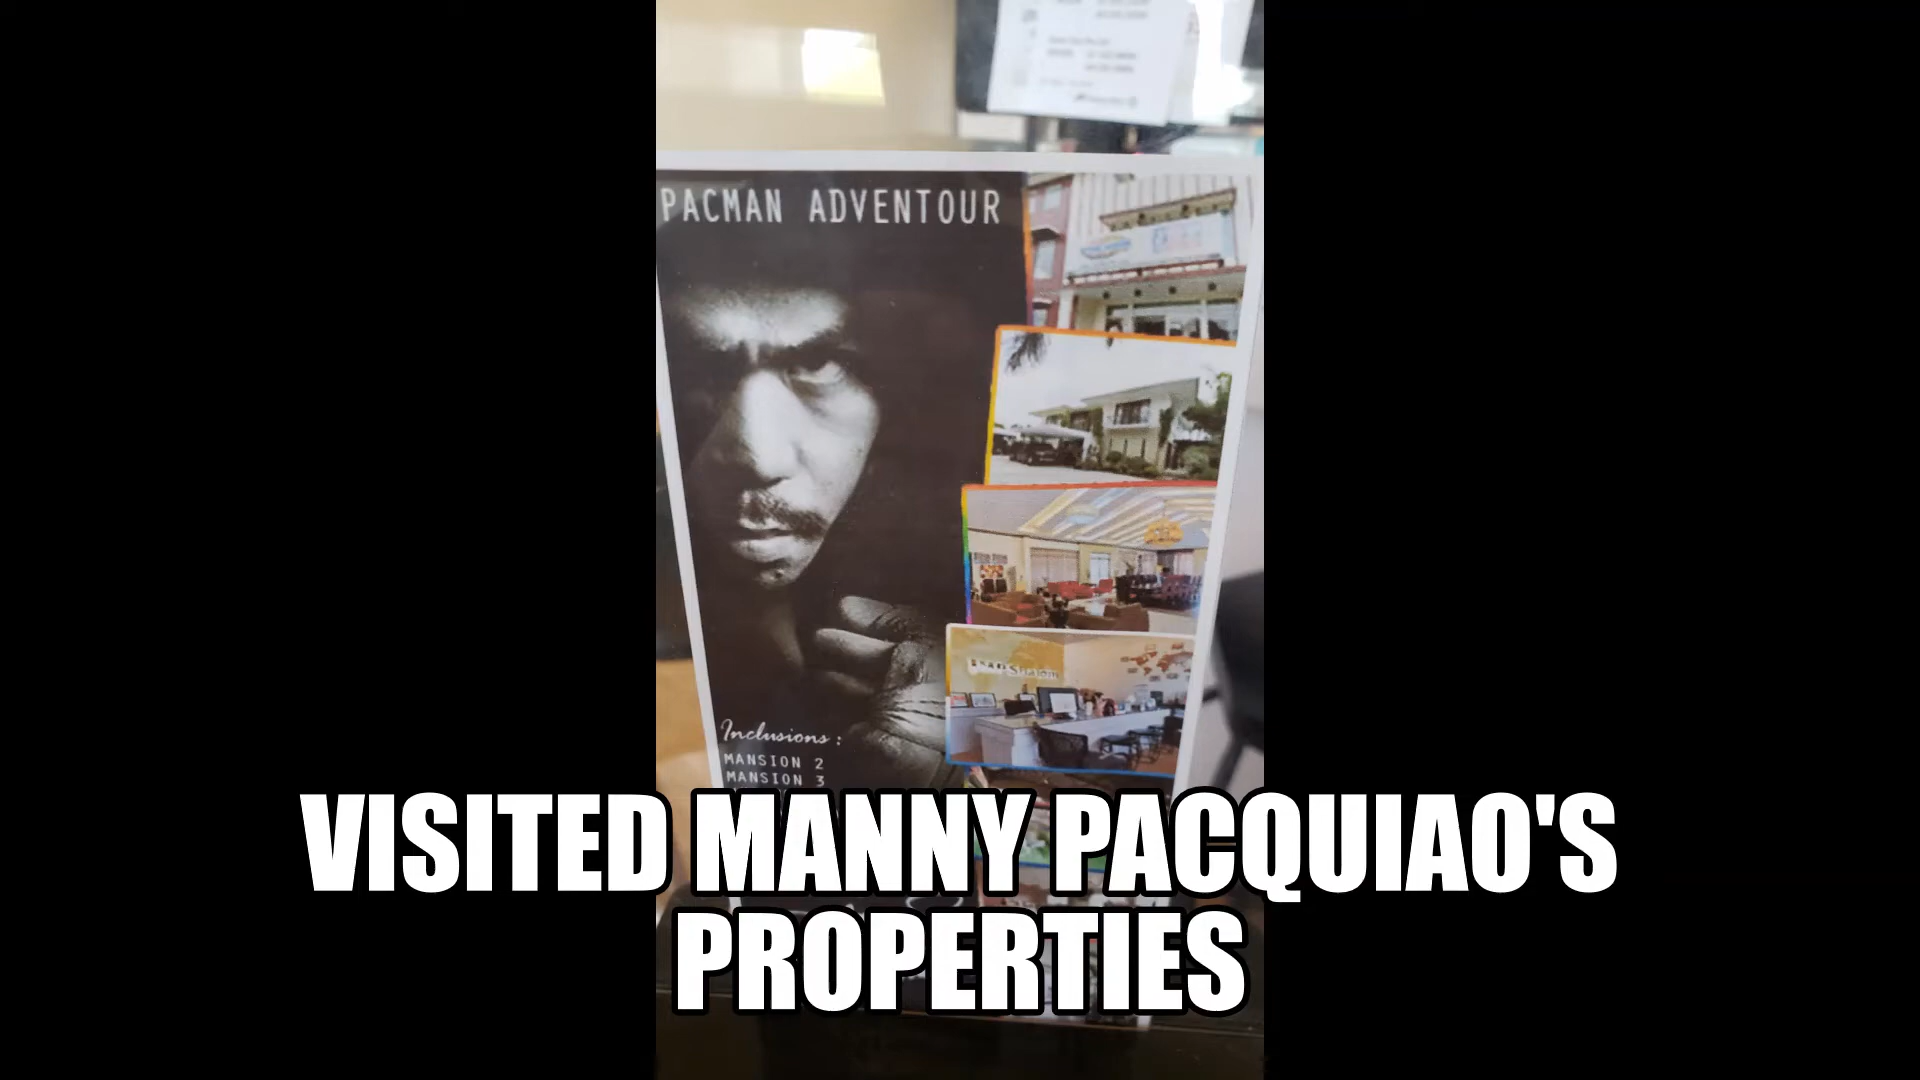 PACMAN ADVENTOUR
Inclusions :
MANSION 2
MANSION 3
VISITED MANNY PACQUIAO'S
PROPERTIES